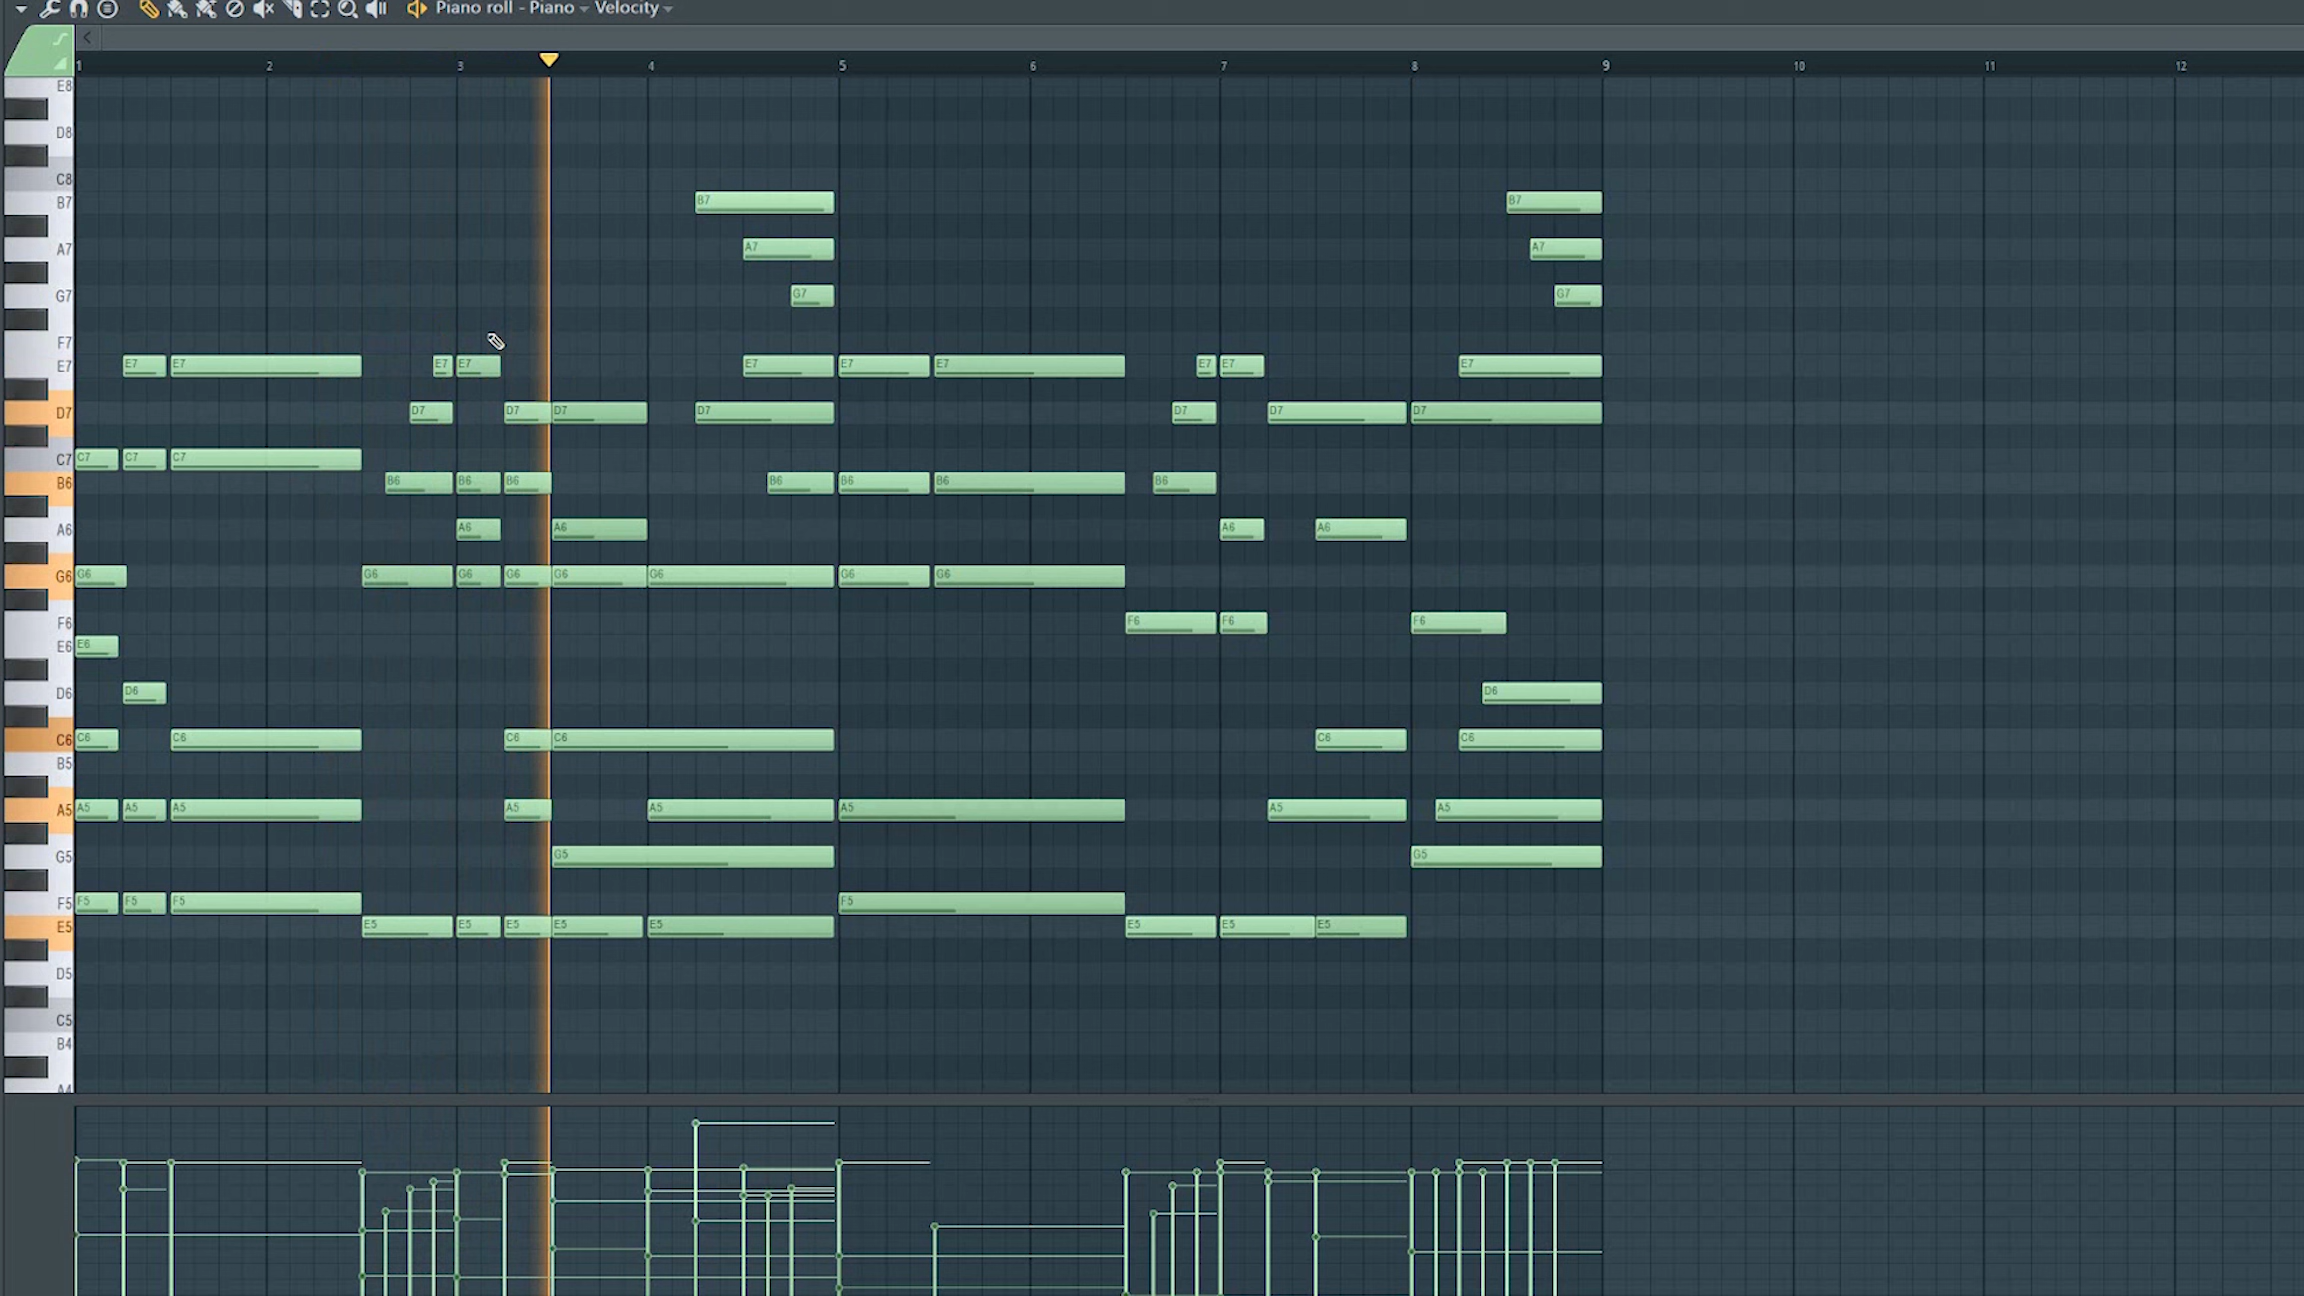 Piano roll - Piano Velocity
1 2 3 4 5 6 7 8 9 10 11 12
E8
D8
C8
B7 B7 B7
A7 A7 A7
G7 G7 G7
F7
E7 E7 E7 E7 E7 E7 E7 E7 E7 E7 E7
D7 D7 D7 D7 D7 D7 D7 D7
C7 C7 C7 C7
B6 B6 B6 B6 B6 B6 B6 B6
A6 A6 A6 A6 A6
G6 G6 G6 G6 G6 G6 G6 G6 G6
F6 F6 F6 F6
E6 E6
D6 D6 D6
C6 C6 C6 C6 C6 C6 C6
B5
A5 A5 A5 A5 A5 A5 A5 A5 A5
G5 G5 G5
F5 F5 F5 F5 F5
E5 E5 E5 E5 E5 E5 E5 E5 E5
D5
C5
B4
A4